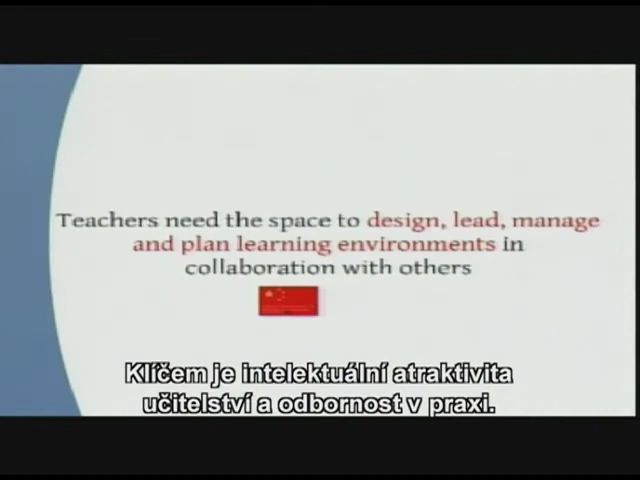 Teachers need the space to design, lead, manage
and plan learning environments in
collaboration with others
Klíčem je intelektuální atraktivita
učitelství a odbornost v praxi.